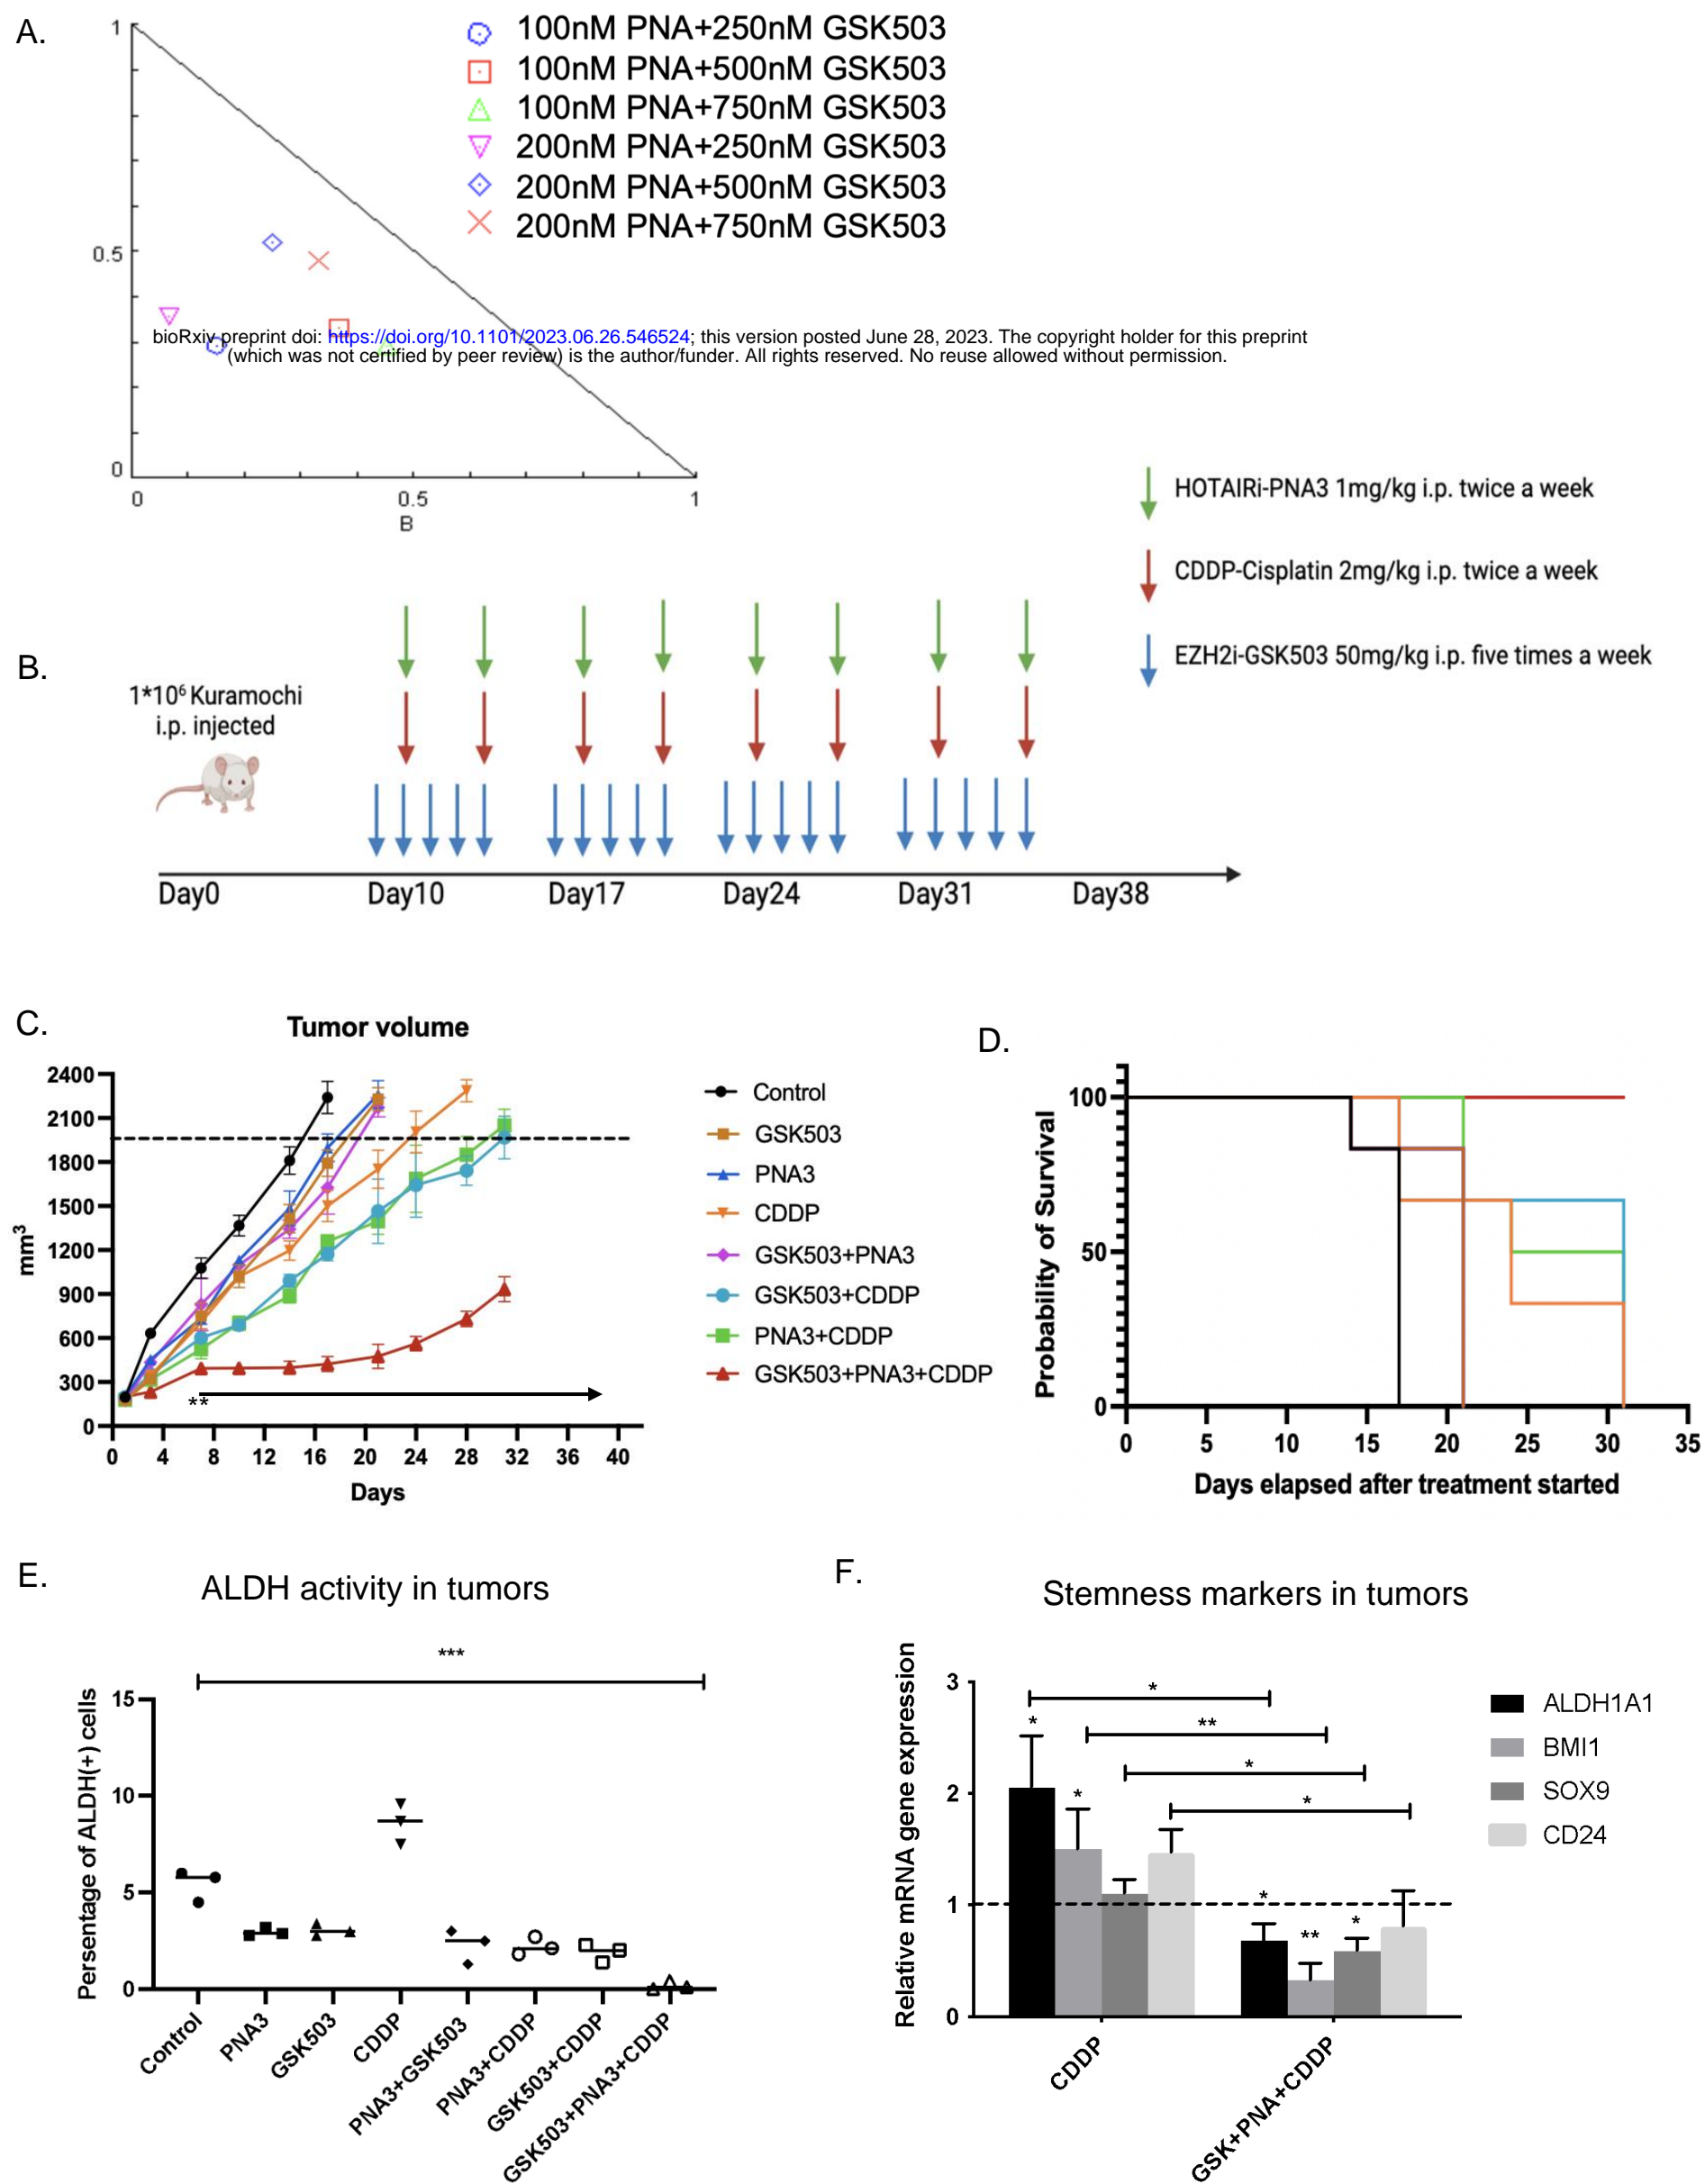 A.
1
0.5
0
0
0.5
1
B
100nM PNA+250nM GSK503
100nM PNA+500nM GSK503
100nM PNA+750nM GSK503
200nM PNA+250nM GSK503
200nM PNA+500nM GSK503
200nM PNA+750nM GSK503
bioRxiv preprint doi: https://doi.org/10.1101/2023.06.26.546524; this version posted June 28, 2023. The copyright holder for this preprint
(which was not certified by peer review) is the author/funder. All rights reserved. No reuse allowed without permission.
HOTAIRi-PNA3 1mg/kg i.p. twice a week
CDDP-Cisplatin 2mg/kg i.p. twice a week
EZH2i-GSK503 50mg/kg i.p. five times a week
B.
1*10⁶ Kuramochi
i.p. injected
Day0
Day10
Day17
Day24
Day31
Day38
C.
Tumor volume
2400
2100
1800
1500
1200
900
600
300
0
mm³
**
0 4 8 12 16 20 24 28 32 36 40
Days
Control
GSK503
PNA3
CDDP
GSK503+PNA3
GSK503+CDDP
PNA3+CDDP
GSK503+PNA3+CDDP
D.
Probability of Survival
100
50
0
0 5 10 15 20 25 30 35
Days elapsed after treatment started
E.
ALDH activity in tumors
***
Persentage of ALDH(+) cells
15
10
5
0
Control
PNA3
GSK503
CDDP
PNA3+GSK503
PNA3+CDDP
GSK503+CDDP
GSK503+PNA3+CDDP
F.
Stemness markers in tumors
Relative mRNA gene expression
3
2
1
0
*
*
**
*
*
*
*
*
**
*
CDDP
GSK+PNA+CDDP
ALDH1A1
BMI1
SOX9
CD24